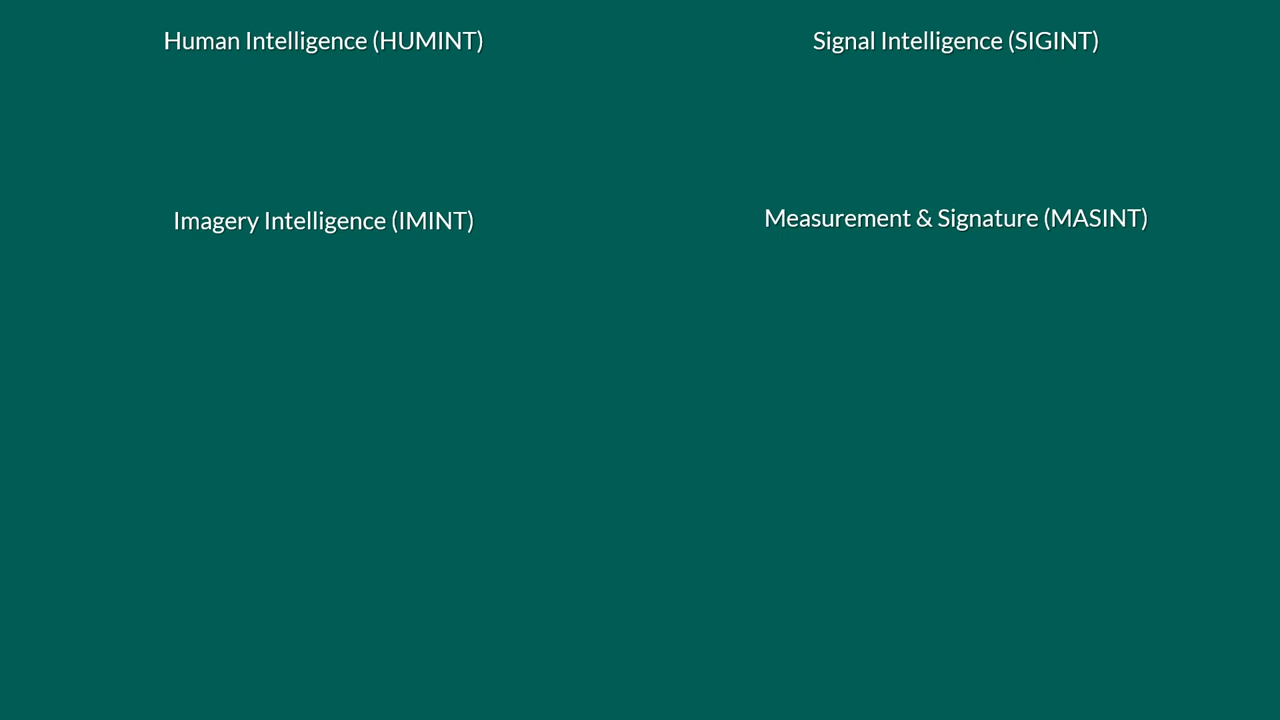 Human Intelligence (HUMINT)
Signal Intelligence (SIGINT)
Imagery Intelligence (IMINT)
Measurement & Signature (MASINT)